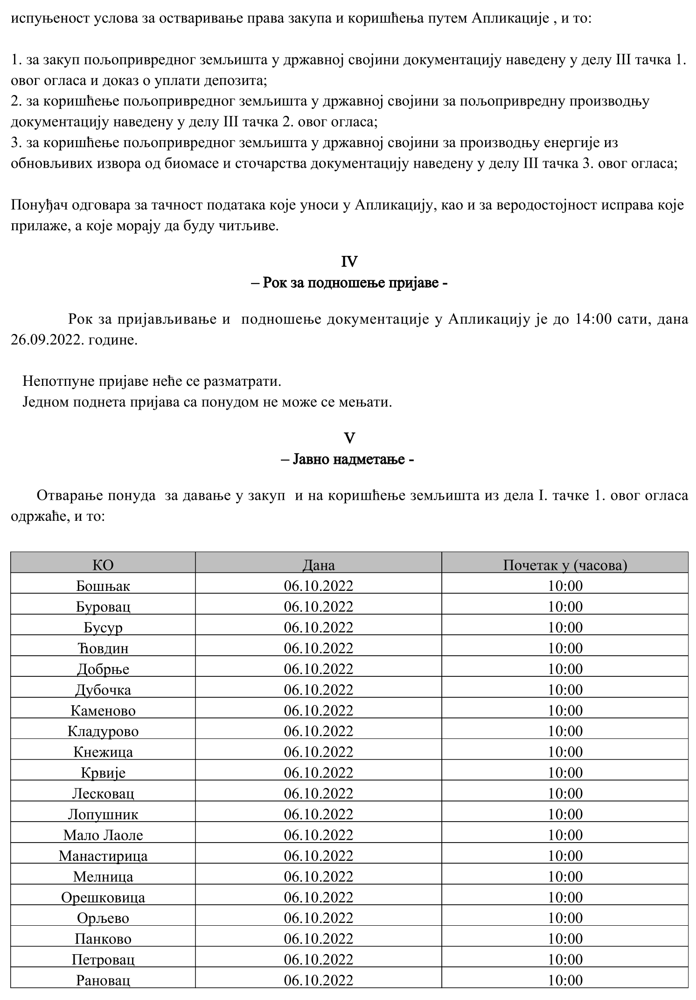 испуњеност услова за остваривање права закупа и коришћења путем Апликације , и то:
1. за закуп пољопривредног земљишта у државној својини документацију наведену у делу III тачка 1.
овог огласа и доказ о уплати депозита;
2. за коришћење пољопривредног земљишта у државној својини за пољопривредну производњу
документацију наведену у делу III тачка 2. овог огласа;
3. за коришћење пољопривредног земљишта у државној својини за производњу енергије из
обновљивих извора од биомасе и сточарства документацију наведену у делу III тачка 3. овог огласа;
Понуђач одговара за тачност података које уноси у Апликацију, као и за веродостојност исправа које
прилаже, а које морају да буду читљиве.
IV
– Рок за подношење пријаве -
Рок за пријављивање и подношење документације у Апликацију је до 14:00 сати, дана
26.09.2022. године.
Непотпуне пријаве неће се разматрати.
Једном поднета пријава са понудом не може се мењати.
V
– Јавно надметање -
Отварање понуда за давање у закуп и на коришћење земљишта из дела I. тачке 1. овог огласа
одржаће, и то:
КО Дана Почетак у (часова)
Бошњак 06.10.2022 10:00
Буровац 06.10.2022 10:00
Бусур 06.10.2022 10:00
Ћовдин 06.10.2022 10:00
Добрње 06.10.2022 10:00
Дубочка 06.10.2022 10:00
Каменово 06.10.2022 10:00
Кладурово 06.10.2022 10:00
Кнежица 06.10.2022 10:00
Крвије 06.10.2022 10:00
Лесковац 06.10.2022 10:00
Лопушник 06.10.2022 10:00
Мало Лаоле 06.10.2022 10:00
Манастирица 06.10.2022 10:00
Мелница 06.10.2022 10:00
Орешковица 06.10.2022 10:00
Орљево 06.10.2022 10:00
Панково 06.10.2022 10:00
Петровац 06.10.2022 10:00
Рановац 06.10.2022 10:00